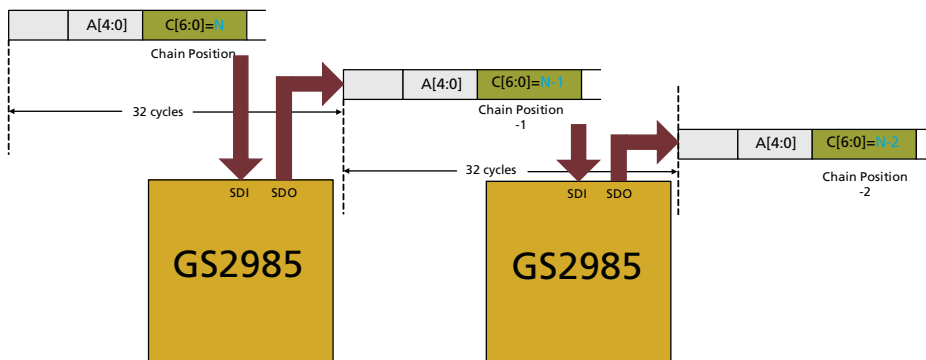 A[4:0] C[6:0]=N
Chain Position
A[4:0] C[6:0]=N-1
32 cycles
Chain Position
-1
A[4:0] C[6:0]=N-2
32 cycles
Chain Position
-2
SDI SDO
SDI SDO
GS2985
GS2985